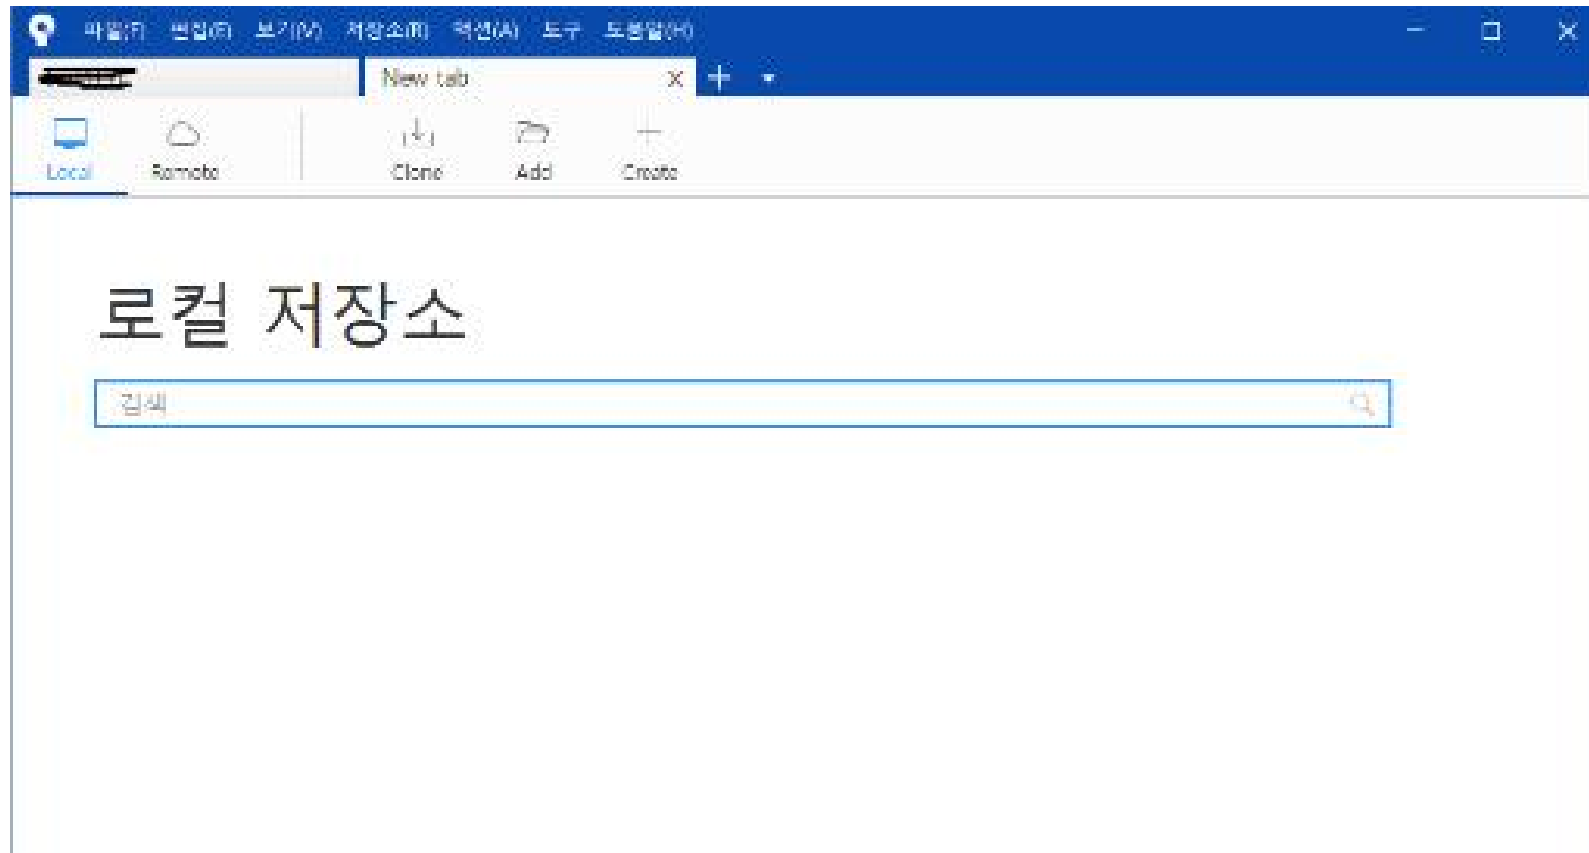 파일(F) 편집(E) 보기(V) 저장소(R) 액션(A) 도구 도움말(H)
New tab
Local Remote Clone Add Create
로컬 저장소
검색